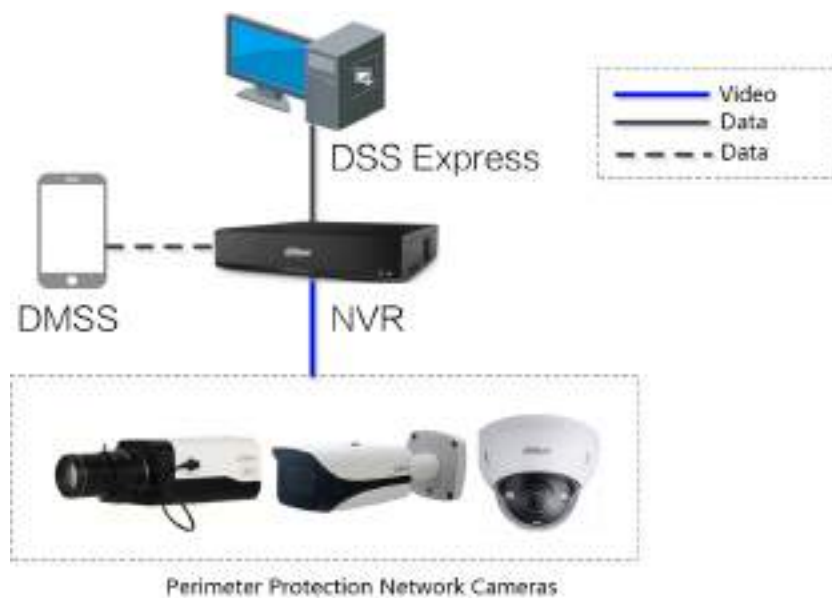 Video
Data
Data
DSS Express
DMSS
NVR
Perimeter Protection Network Cameras